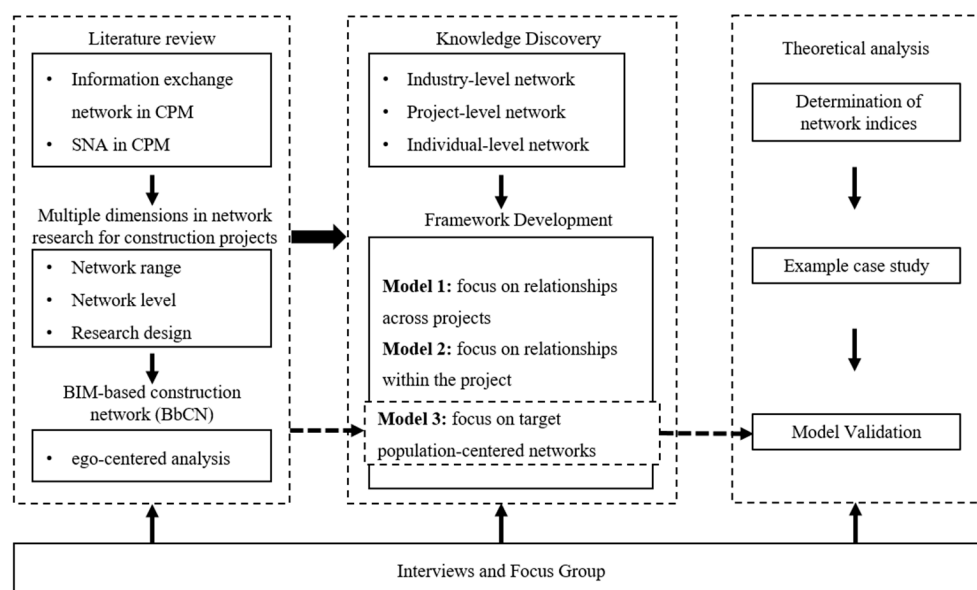 Literature review
• Information exchange
network in CPM
• SNA in CPM
Multiple dimensions in network
research for construction projects
• Network range
• Network level
• Research design
BIM-based construction
network (BbCN)
• ego-centered analysis
Knowledge Discovery
• Industry-level network
• Project-level network
• Individual-level network
Framework Development
Model 1: focus on relationships
across projects
Model 2: focus on relationships
within the project
Model 3: focus on target
population-centered networks
Theoretical analysis
Determination of
network indices
Example case study
Model Validation
Interviews and Focus Group